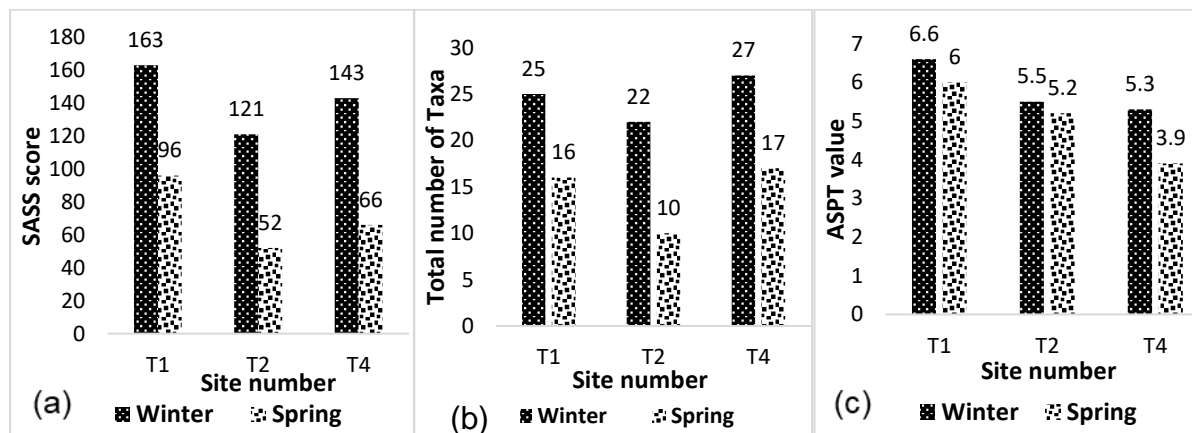 SASS score
180
160
140
120
100
80
60
40
20
0
163
96
121
52
143
66
T1 T2 T4
Site number
(a)
Winter Spring
Total number of Taxa
30
25
20
15
10
5
0
25
16
22
10
27
17
T1 T2 T4
Site number
(b)
Winter Spring
ASPT value
7
6
5
4
3
2
1
0
6.6
6
5.5
5.2
5.3
3.9
T1 T2 T4
Site number
(c)
Winter Spring